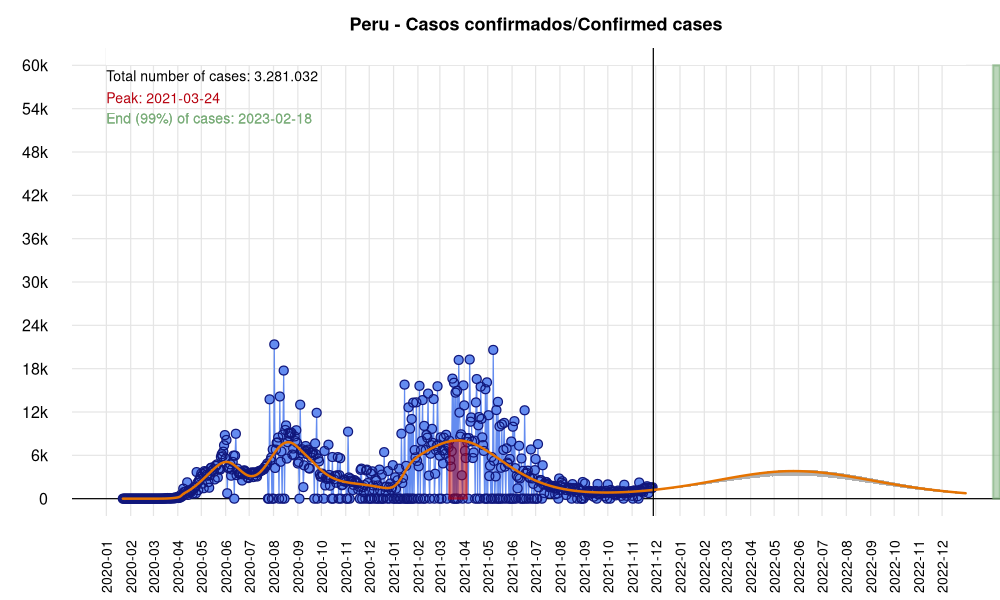 Peru - Casos confirmados/Confirmed cases
Total number of cases: 3.281.032
Peak: 2021-03-24
End (99%) of cases: 2023-02-18
60k
54k
48k
42k
36k
30k
24k
18k
12k
6k
0
2020-01
2020-02
2020-03
2020-04
2020-05
2020-06
2020-07
2020-08
2020-09
2020-10
2020-11
2020-12
2021-01
2021-02
2021-03
2021-04
2021-05
2021-06
2021-07
2021-08
2021-09
2021-10
2021-11
2021-12
2022-01
2022-02
2022-03
2022-04
2022-05
2022-06
2022-07
2022-08
2022-09
2022-10
2022-11
2022-12